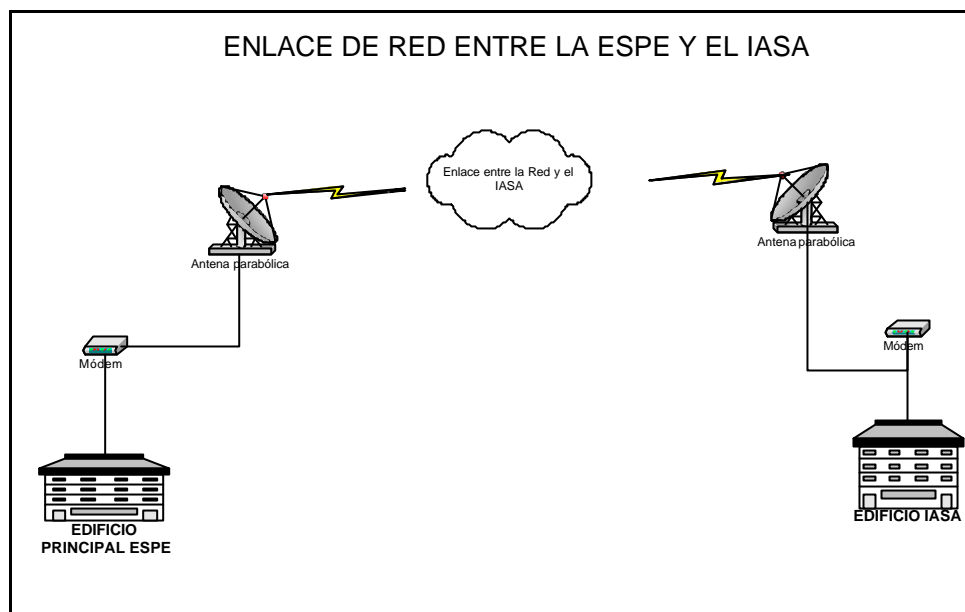 ENLACE DE RED ENTRE LA ESPE Y EL IASA
Enlace entre la Red y el
IASA
Antena parabólica
Antena parabólica
Módem
Módem
EDIFICIO
PRINCIPAL ESPE
EDIFICIO IASA